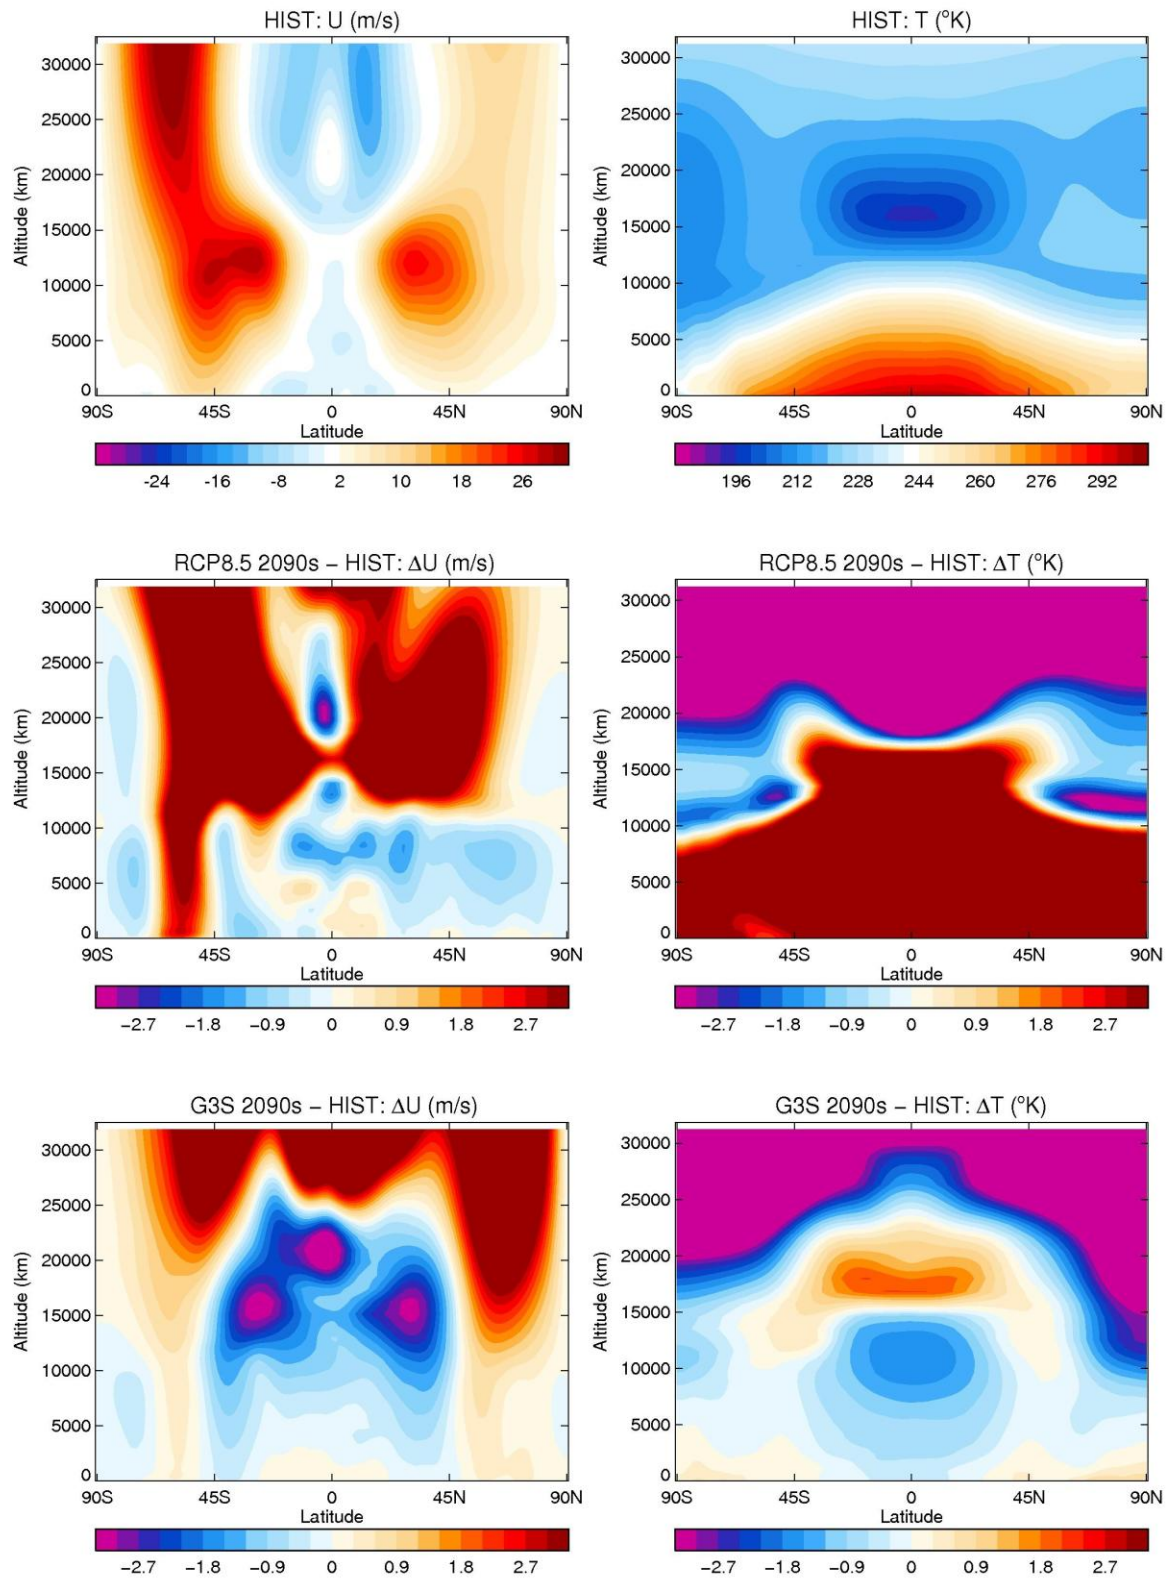 HIST: U (m/s)
30000
25000
20000
15000
10000
5000
0
Altitude (km)
90S 45S 0 45N 90N
Latitude
-24 -16 -8 2 10 18 26
HIST: T (°K)
30000
25000
20000
15000
10000
5000
0
Altitude (km)
90S 45S 0 45N 90N
Latitude
196 212 228 244 260 276 292
RCP8.5 2090s − HIST: ΔU (m/s)
30000
25000
20000
15000
10000
5000
0
Altitude (km)
90S 45S 0 45N 90N
Latitude
−2.7 −1.8 −0.9 0 0.9 1.8 2.7
RCP8.5 2090s − HIST: ΔT (°K)
30000
25000
20000
15000
10000
5000
0
Altitude (km)
90S 45S 0 45N 90N
Latitude
−2.7 −1.8 −0.9 0 0.9 1.8 2.7
G3S 2090s − HIST: ΔU (m/s)
30000
25000
20000
15000
10000
5000
0
Altitude (km)
90S 45S 0 45N 90N
Latitude
−2.7 −1.8 −0.9 0 0.9 1.8 2.7
G3S 2090s − HIST: ΔT (°K)
30000
25000
20000
15000
10000
5000
0
Altitude (km)
90S 45S 0 45N 90N
Latitude
−2.7 −1.8 −0.9 0 0.9 1.8 2.7